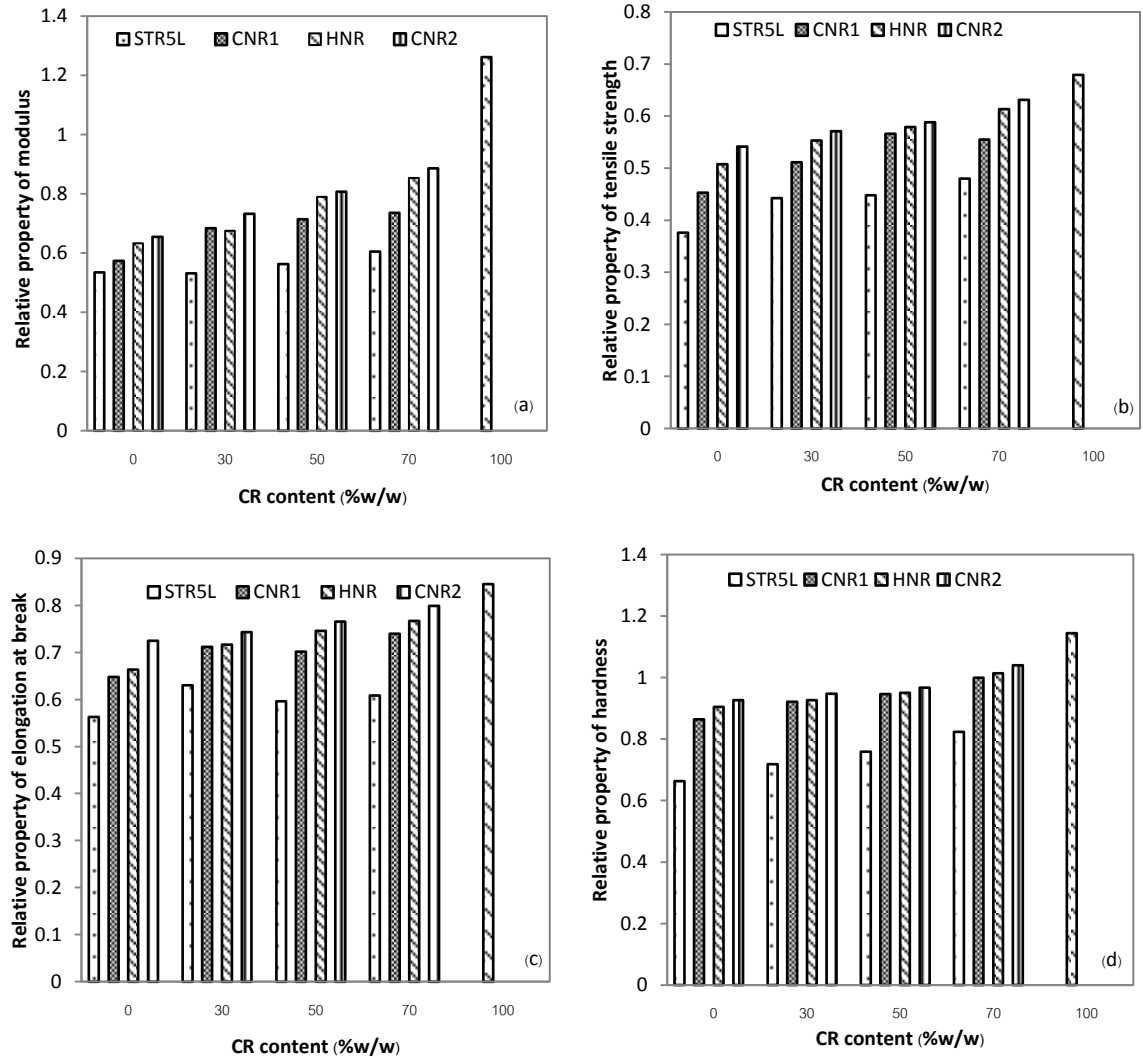 Relative property of modulus
1.4
1.2
1
0.8
0.6
0.4
0.2
0
STR5L CNR1 HNR CNR2
(a)
0 30 50 70 100
CR content (%w/w)
Relative property of tensile strength
0.8
0.7
0.6
0.5
0.4
0.3
0.2
0.1
0
STR5L CNR1 HNR CNR2
(b)
0 30 50 70 100
CR content (%w/w)
Relative property of elongation at break
0.9
0.8
0.7
0.6
0.5
0.4
0.3
0.2
0.1
0
STR5L CNR1 HNR CNR2
(c)
0 30 50 70 100
CR content (%w/w)
Relative property of hardness
1.4
1.2
1
0.8
0.6
0.4
0.2
0
STR5L CNR1 HNR CNR2
(d)
0 30 50 70 100
CR content (%w/w)